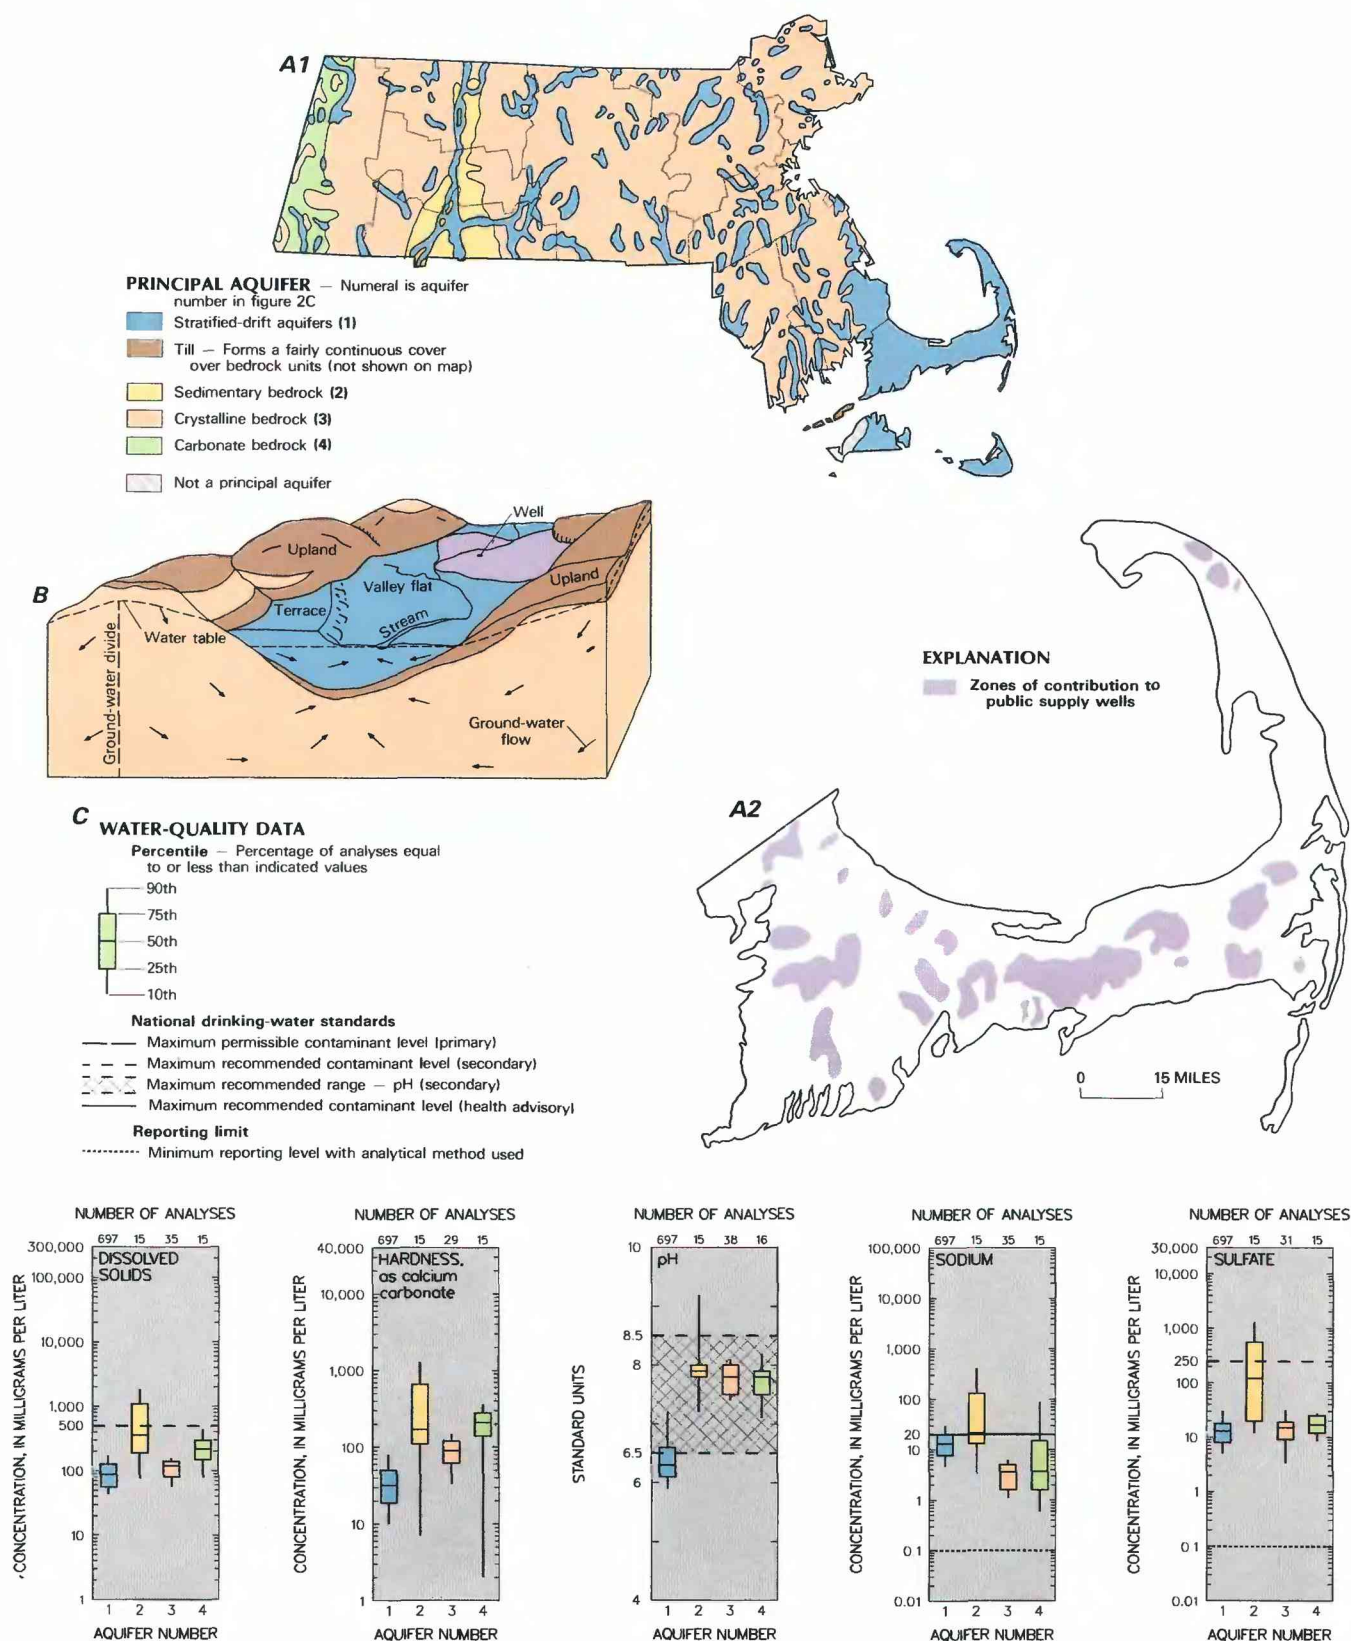 A1
PRINCIPAL AQUIFER — Numeral is aquifer
number in figure 2C
Stratified-drift aquifers (1)
Till — Forms a fairly continuous cover
over bedrock units (not shown on map)
Sedimentary bedrock (2)
Crystalline bedrock (3)
Carbonate bedrock (4)
Not a principal aquifer
B
Upland
Well
Valley flat
Upland
Terrace
Stream
Water table
Ground-water divide
Ground-water
flow
EXPLANATION
Zones of contribution to
public supply wells
A2
0 15 MILES
C
WATER-QUALITY DATA
Percentile — Percentage of analyses equal
to or less than indicated values
90th
75th
50th
25th
10th
National drinking-water standards
Maximum permissible contaminant level (primary)
Maximum recommended contaminant level (secondary)
Maximum recommended range — pH (secondary)
Maximum recommended contaminant level (health advisory)
Reporting limit
Minimum reporting level with analytical method used
NUMBER OF ANALYSES
697 15 35 15
DISSOLVED
SOLIDS
CONCENTRATION, IN MILLIGRAMS PER LITER
300,000
100,000
10,000
1,000
500
100
10
1
1 2 3 4
AQUIFER NUMBER
NUMBER OF ANALYSES
697 15 29 15
HARDNESS,
as calcium
carbonate
CONCENTRATION, IN MILLIGRAMS PER LITER
40,000
10,000
1,000
100
10
1
1 2 3 4
AQUIFER NUMBER
NUMBER OF ANALYSES
697 15 38 16
pH
STANDARD UNITS
10
8.5
8
6.5
6
4
1 2 3 4
AQUIFER NUMBER
NUMBER OF ANALYSES
697 15 35 15
SODIUM
CONCENTRATION, IN MILLIGRAMS PER LITER
100,000
10,000
1,000
100
20
10
1
0.1
0.01
1 2 3 4
AQUIFER NUMBER
NUMBER OF ANALYSES
697 15 31 15
SULFATE
CONCENTRATION, IN MILLIGRAMS PER LITER
30,000
10,000
1,000
250
100
10
1
0.1
0.01
1 2 3 4
AQUIFER NUMBER